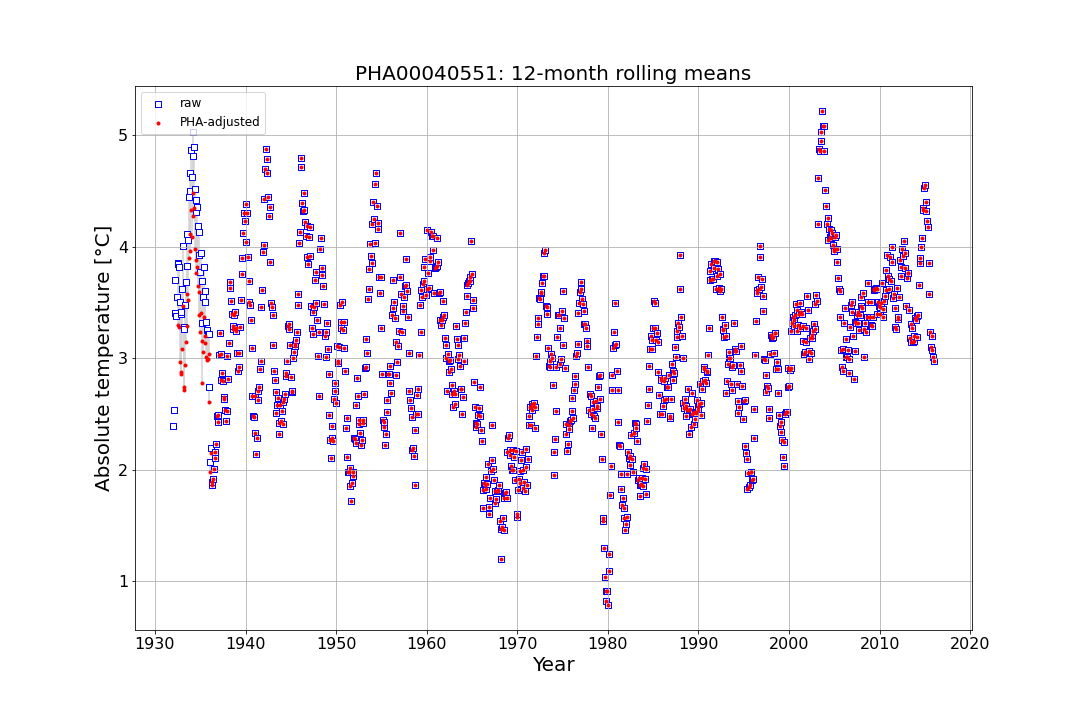 PHA00040551: 12-month rolling means
raw
PHA-adjusted
Absolute temperature [°C]
5
4
3
2
1
1930 1940 1950 1960 1970 1980 1990 2000 2010 2020
Year